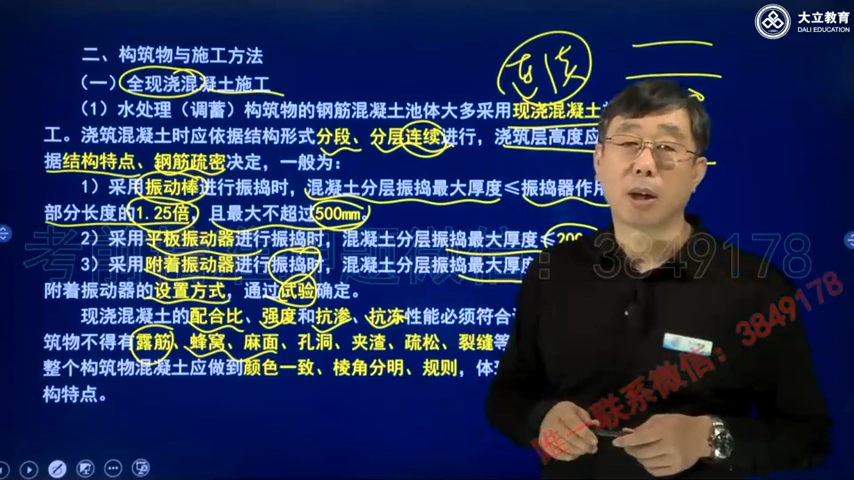 大立教育
DALI EDUCATION
二、构筑物与施工方法
连续
（一）全现浇混凝土施工
（1）水处理（调蓄）构筑物的钢筋混凝土池体大多采用现浇混凝土
工。浇筑混凝土时应依据结构形式分段、分层连续进行，浇筑层高度应
据结构特点、钢筋疏密决定，一般为：
1）采用振动棒进行振捣时，混凝土分层振捣最大厚度≤振捣器作用
部分长度的1.25倍，且最大不超过500mm。
2）采用平板振动器进行振捣时，混凝土分层振捣最大厚度≤200
3）采用附着振动器进行振捣时，混凝土分层振捣最大厚度
附着振动器的设置方式，通过试验确定。
现浇混凝土的配合比、强度和抗渗、抗冻性能必须符合
筑物不得有露筋、蜂窝、麻面、孔洞、夹渣、疏松、裂缝等
整个构筑物混凝土应做到颜色一致、棱角分明、规则，体现
构特点。
：3849178
唯一联系微信：3849178